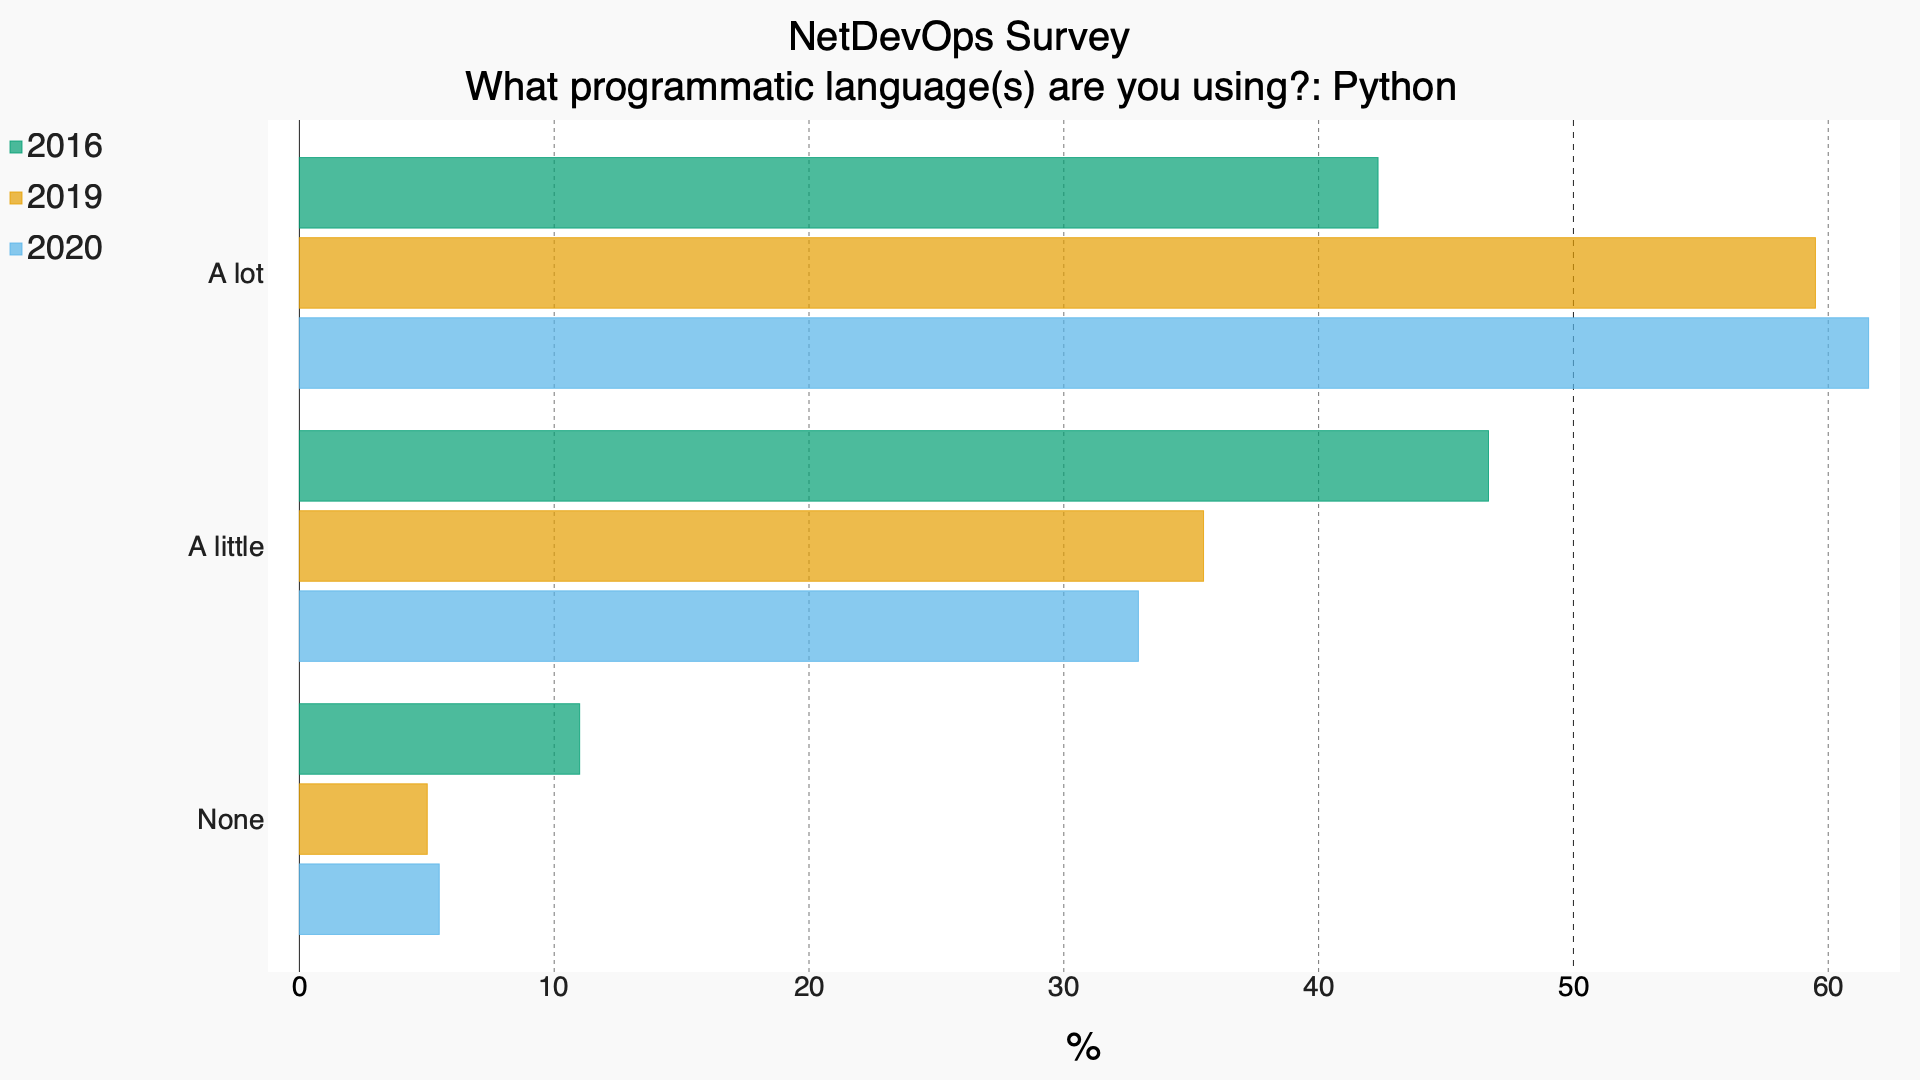 NetDevOps Survey
What programmatic language(s) are you using?: Python
2016
2019
2020
A lot
A little
None
0 10 20 30 40 50 60
%